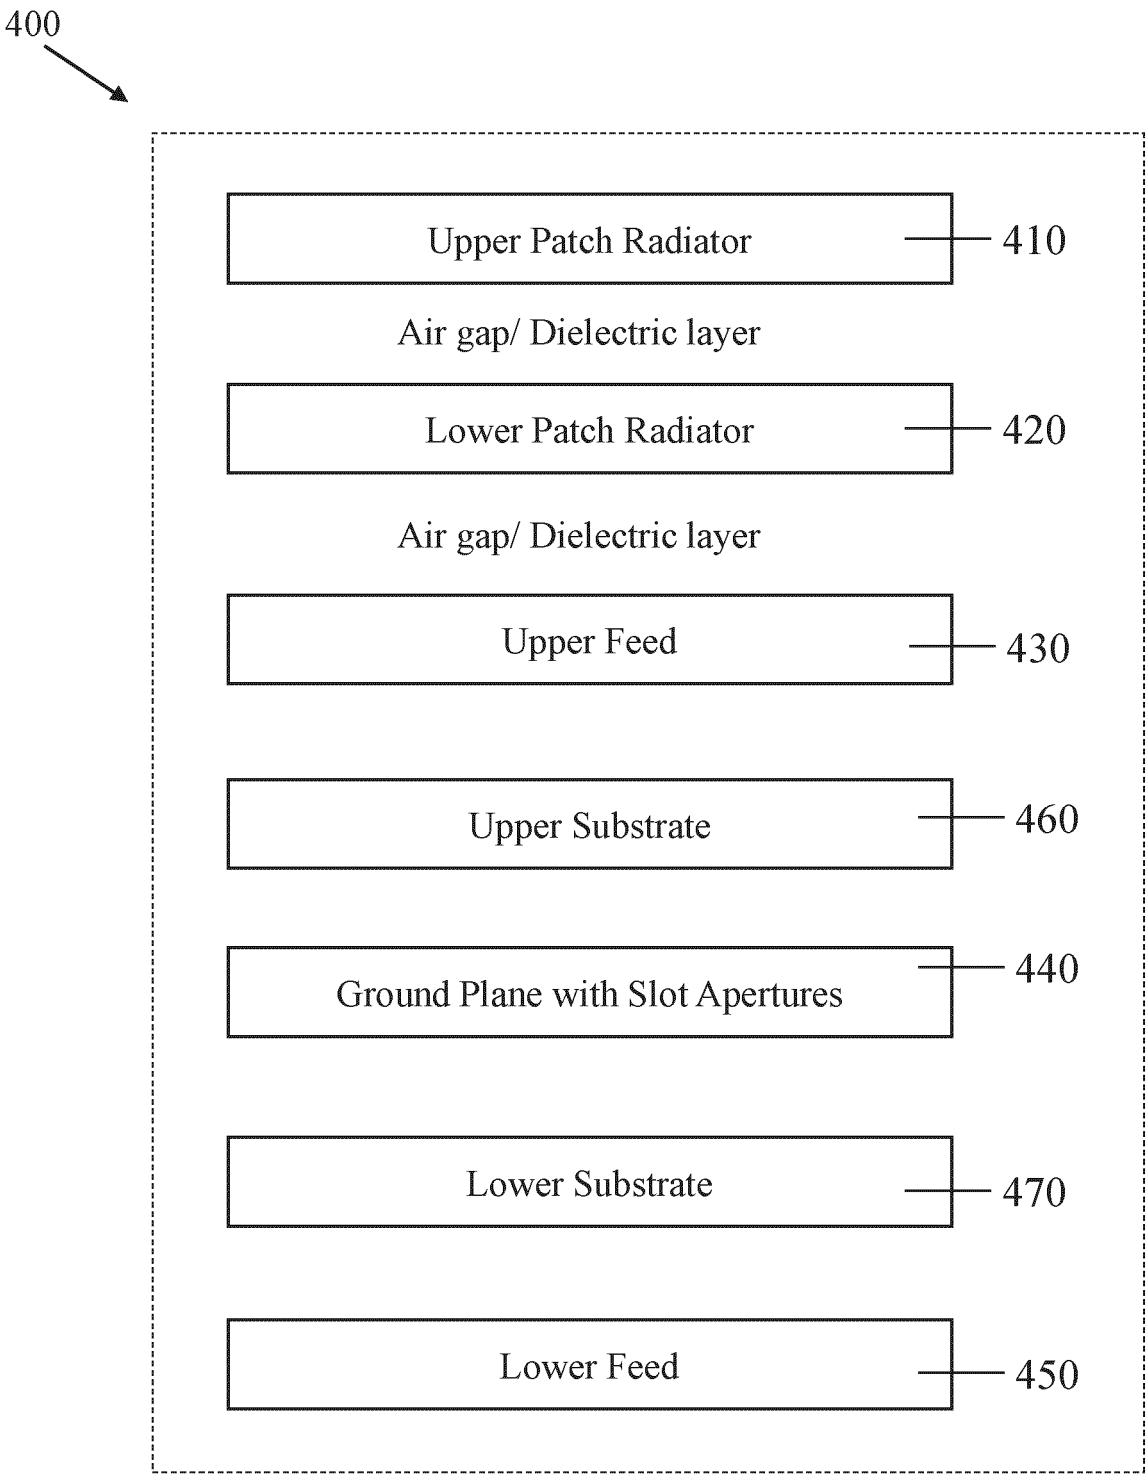 400
Upper Patch Radiator
410
Air gap/ Dielectric layer
Lower Patch Radiator
420
Air gap/ Dielectric layer
Upper Feed
430
Upper Substrate
460
Ground Plane with Slot Apertures
440
Lower Substrate
470
Lower Feed
450